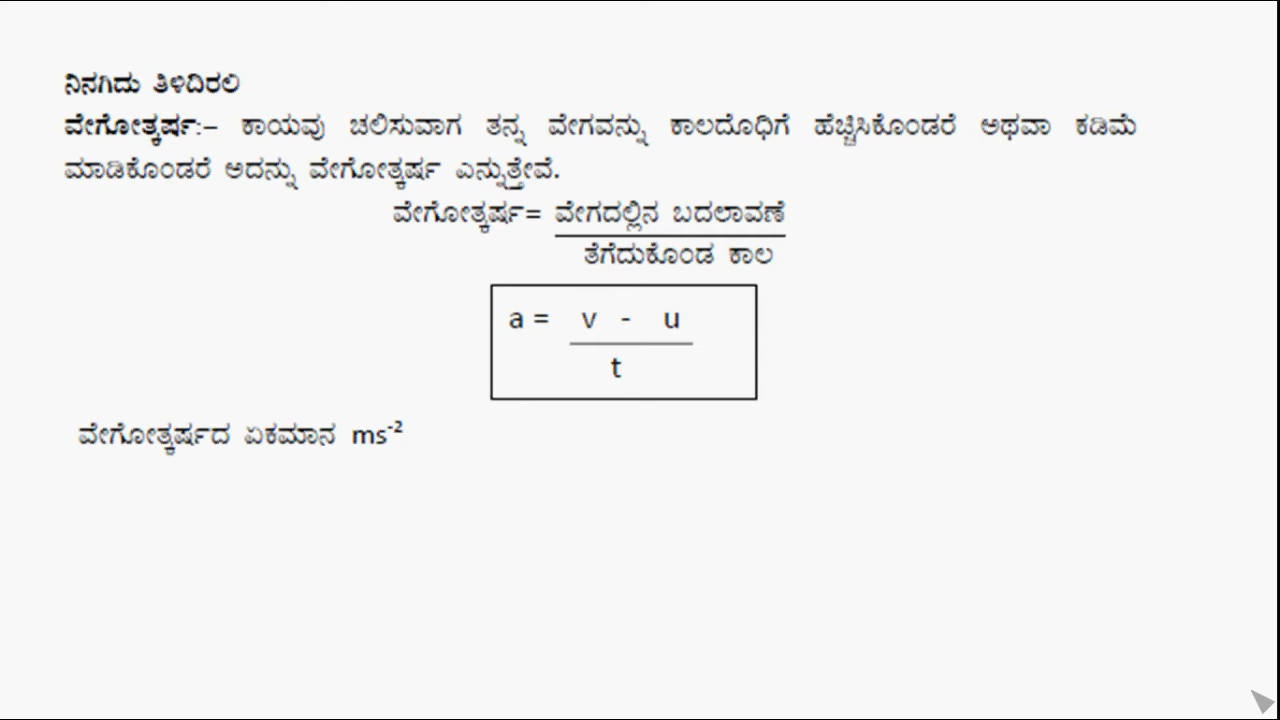 ನಿನಗಿದು ತಿಳಿದಿರಲಿ
ವೇಗೋತ್ಕರ್ಷ:– ಕಾಯವು ಚಲಿಸುವಾಗ ತನ್ನ ವೇಗವನ್ನು ಕಾಲದೊಧಿಗೆ ಹೆಚ್ಚಿಸಿಕೊಂಡರೆ ಅಥವಾ ಕಡಿಮೆ
ಮಾಡಿಕೊಂಡರೆ ಅದನ್ನು ವೇಗೋತ್ಕರ್ಷ ಎನ್ನುತ್ತೇವೆ.
ವೇಗೋತ್ಕರ್ಷ= ವೇಗದಲ್ಲಿನ ಬದಲಾವಣೆ
ತೆಗೆದುಕೊಂಡ ಕಾಲ
a = v - u
t
ವೇಗೋತ್ಕರ್ಷದ ಏಕಮಾನ ms⁻²